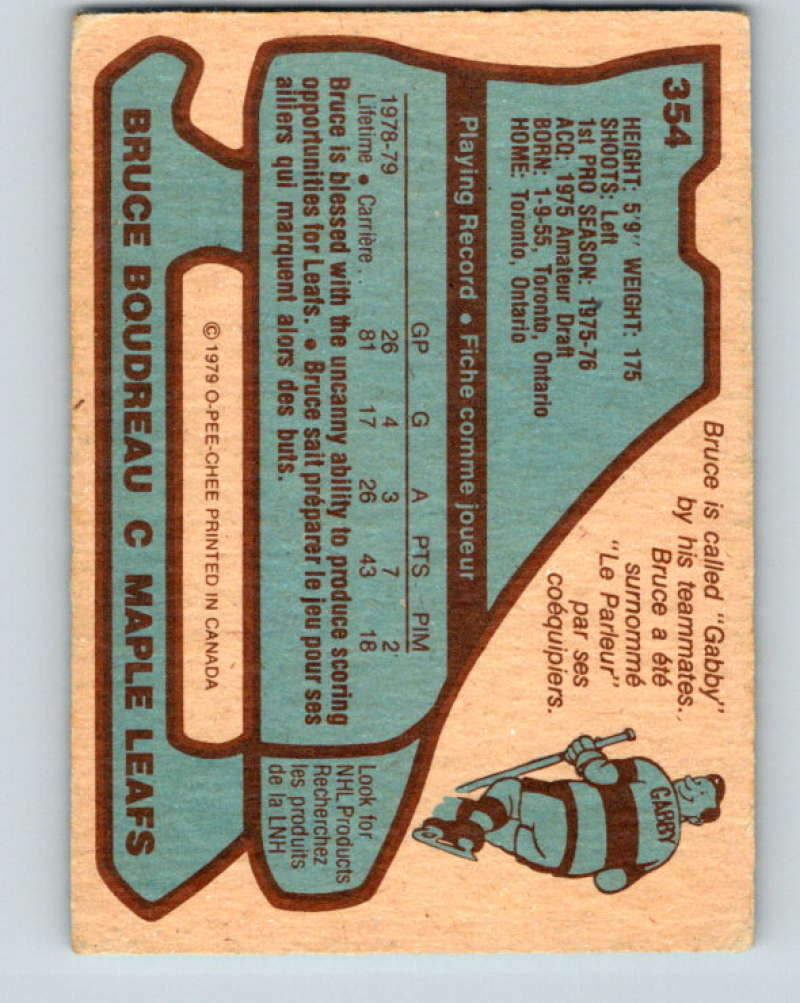 354
HEIGHT: 5'9" WEIGHT: 175
SHOOTS: Left
1st PRO SEASON: 1975-76
ACQ: 1975 Amateur Draft
BORN: 1-9-55, Toronto, Ontario
HOME: Toronto, Ontario
Bruce is called "Gabby"
by his teammates.
Bruce a été
surnommé
"Le Parleur"
par ses
coéquipiers.
GABBY
Playing Record • Fiche comme joueur
GP G A PTS PIM
1978-79 26 4 3 7 2
Lifetime • Carrière . . 81 17 26 43 18
Bruce is blessed with the uncanny ability to produce scoring
opportunities for Leafs. • Bruce sait préparer le jeu pour ses
ailiers qui marquent alors des buts.
Look for
NHL Products
Recherchez
les produits
de la LNH
© 1979 O-PEE-CHEE PRINTED IN CANADA
BRUCE BOUDREAU C MAPLE LEAFS